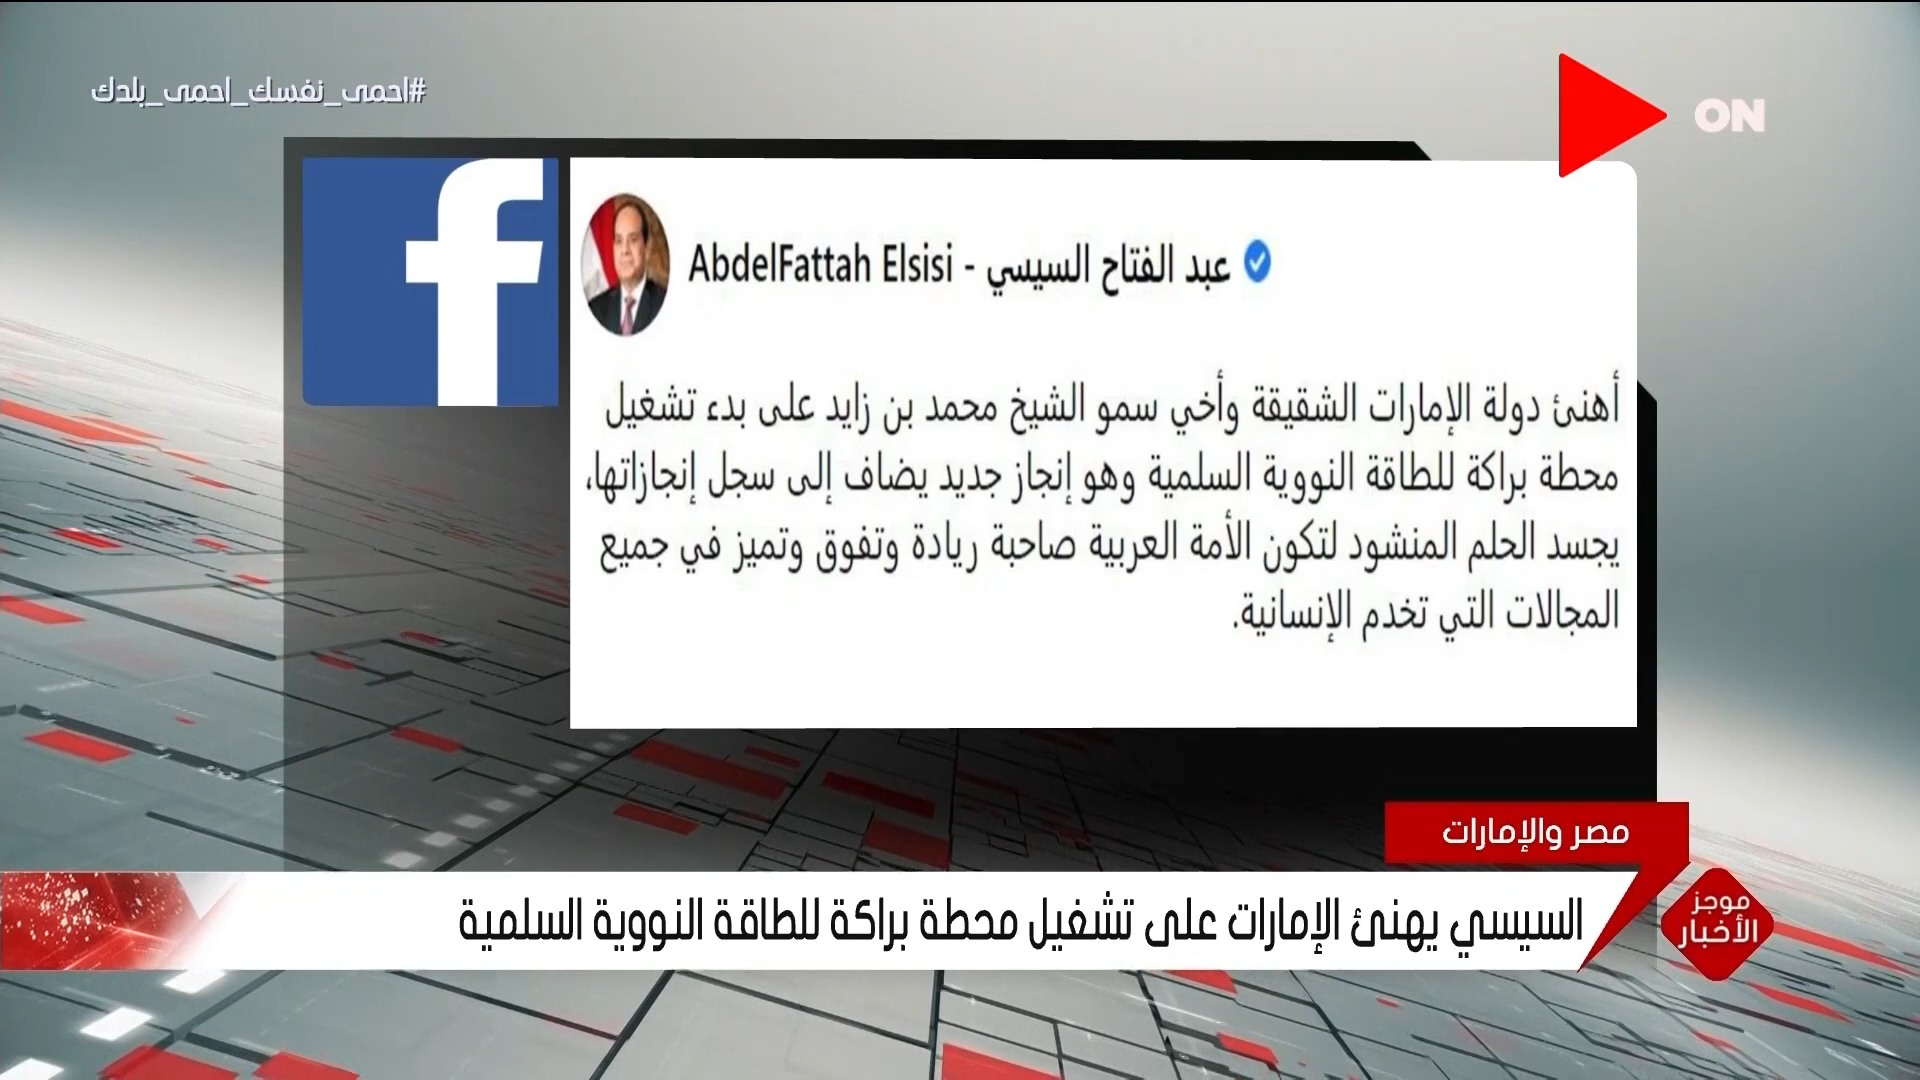 #احمى_نفسك_احمى_بلدك
ON
AbdelFattah Elsisi - عبد الفتاح السيسي
أهنئ دولة الإمارات الشقيقة وأخي سمو الشيخ محمد بن زايد على بدء تشغيل
محطة براكة للطاقة النووية السلمية وهو إنجاز جديد يضاف إلى سجل إنجازاتها،
يجسد الحلم المنشود لتكون الأمة العربية صاحبة ريادة وتفوق وتميز في جميع
المجالات التي تخدم الإنسانية.
مصر والإمارات
السيسي يهنئ الإمارات على تشغيل محطة براكة للطاقة النووية السلمية
موجز
الأخبار